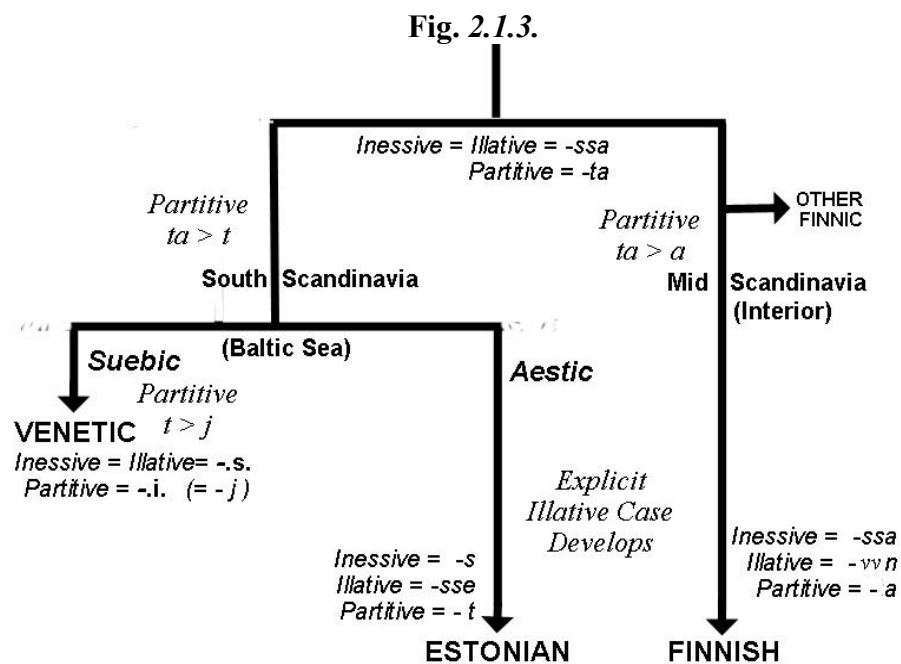 Fig. 2.1.3.
Inessive = Illative = -ssa
Partitive = -ta
Partitive
ta > t
Partitive
ta > a
OTHER
FINNIC
South Scandinavia
Mid Scandinavia
(Interior)
(Baltic Sea)
Suebic
Aestic
Partitive
t > j
VENETIC
Inessive = Illative= -.s.
Partitive = -.i. (= - j )
Explicit
Illative Case
Develops
Inessive = -s
Illative = -sse
Partitive = - t
Inessive = -ssa
Illative = - vv n
Partitive = - a
ESTONIAN
FINNISH